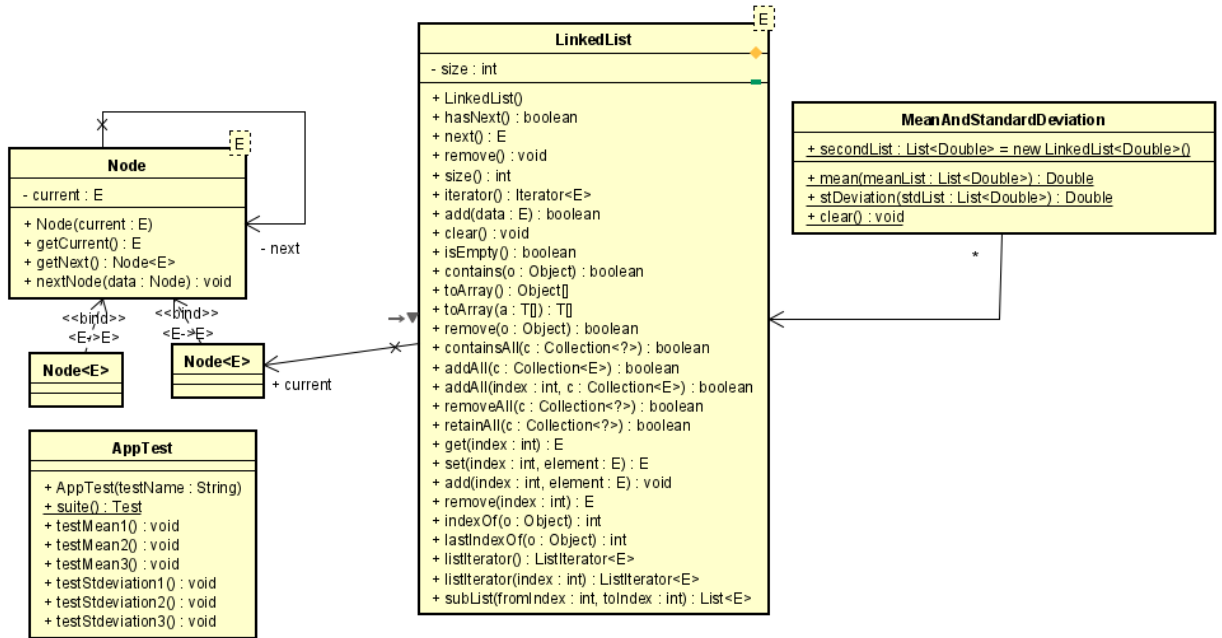 E
Node
- current : E
+ Node(current : E)
+ getCurrent() : E
+ getNext() : Node<E>
+ nextNode(data : Node) : void
- next
<<bind>>
<E->E>
<<bind>>
<E->E>
Node<E>
Node<E>
+ current
AppTest
+ AppTest(testName : String)
+ suite() : Test
+ testMean1() : void
+ testMean2() : void
+ testMean3() : void
+ testStdeviation1() : void
+ testStdeviation2() : void
+ testStdeviation3() : void
E
LinkedList
- size : int
+ LinkedList()
+ hasNext() : boolean
+ next() : E
+ remove() : void
+ size() : int
+ iterator() : Iterator<E>
+ add(data : E) : boolean
+ clear() : void
+ isEmpty() : boolean
+ contains(o : Object) : boolean
+ toArray() : Object[]
+ toArray(a : T[]) : T[]
+ remove(o : Object) : boolean
+ containsAll(c : Collection<?>) : boolean
+ addAll(c : Collection<E>) : boolean
+ addAll(index : int, c : Collection<E>) : boolean
+ removeAll(c : Collection<?>) : boolean
+ retainAll(c : Collection<?>) : boolean
+ get(index : int) : E
+ set(index : int, element : E) : E
+ add(index : int, element : E) : void
+ remove(index : int) : E
+ indexOf(o : Object) : int
+ lastIndexOf(o : Object) : int
+ listIterator() : ListIterator<E>
+ listIterator(index : int) : ListIterator<E>
+ subList(fromIndex : int, toIndex : int) : List<E>
MeanAndStandardDeviation
+ secondList : List<Double> = new LinkedList<Double>()
+ mean(meanList : List<Double>) : Double
+ stDeviation(stdList : List<Double>) : Double
+ clear() : void
*